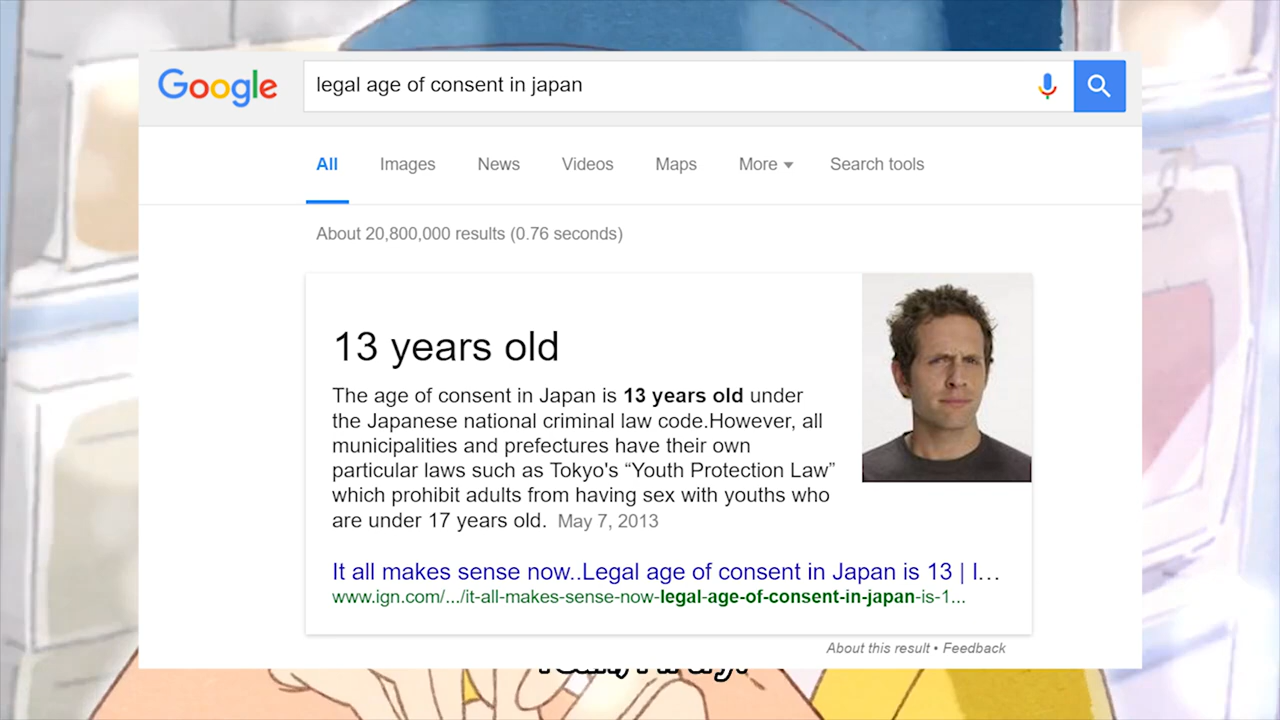 Google
legal age of consent in japan
All Images News Videos Maps More Search tools
About 20,800,000 results (0.76 seconds)
13 years old
The age of consent in Japan is 13 years old under
the Japanese national criminal law code.However, all
municipalities and prefectures have their own
particular laws such as Tokyo's “Youth Protection Law”
which prohibit adults from having sex with youths who
are under 17 years old. May 7, 2013
It all makes sense now..Legal age of consent in Japan is 13 | I...
www.ign.com/.../it-all-makes-sense-now-legal-age-of-consent-in-japan-is-1...
About this result • Feedback